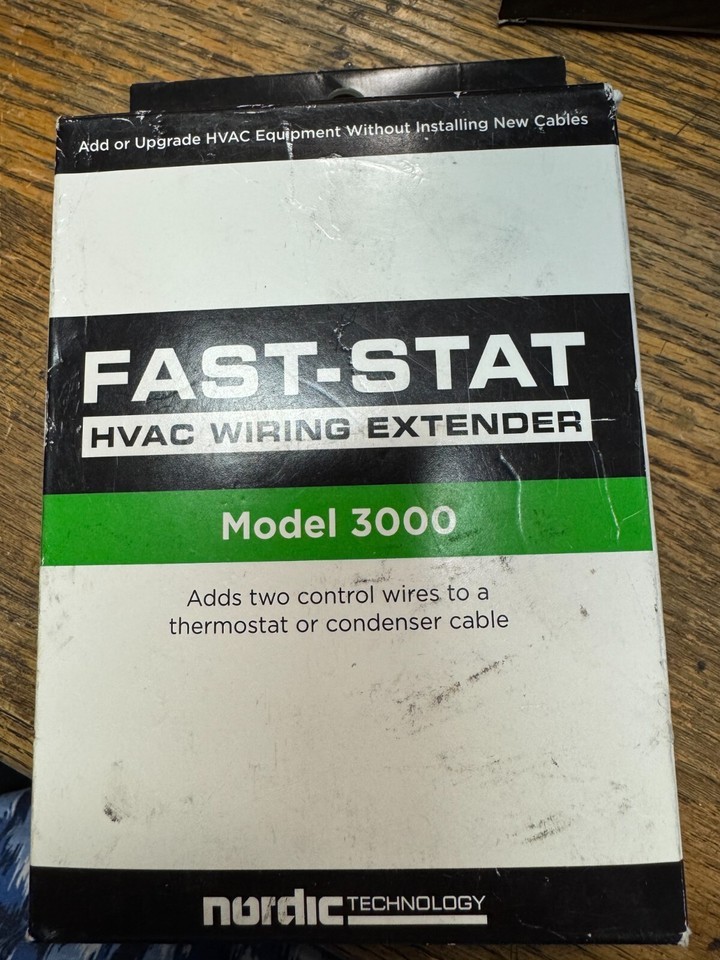 Add or Upgrade HVAC Equipment Without Installing New Cables
FAST-STAT
HVAC WIRING EXTENDER
Model 3000
Adds two control wires to a
thermostat or condenser cable
nordic TECHNOLOGY